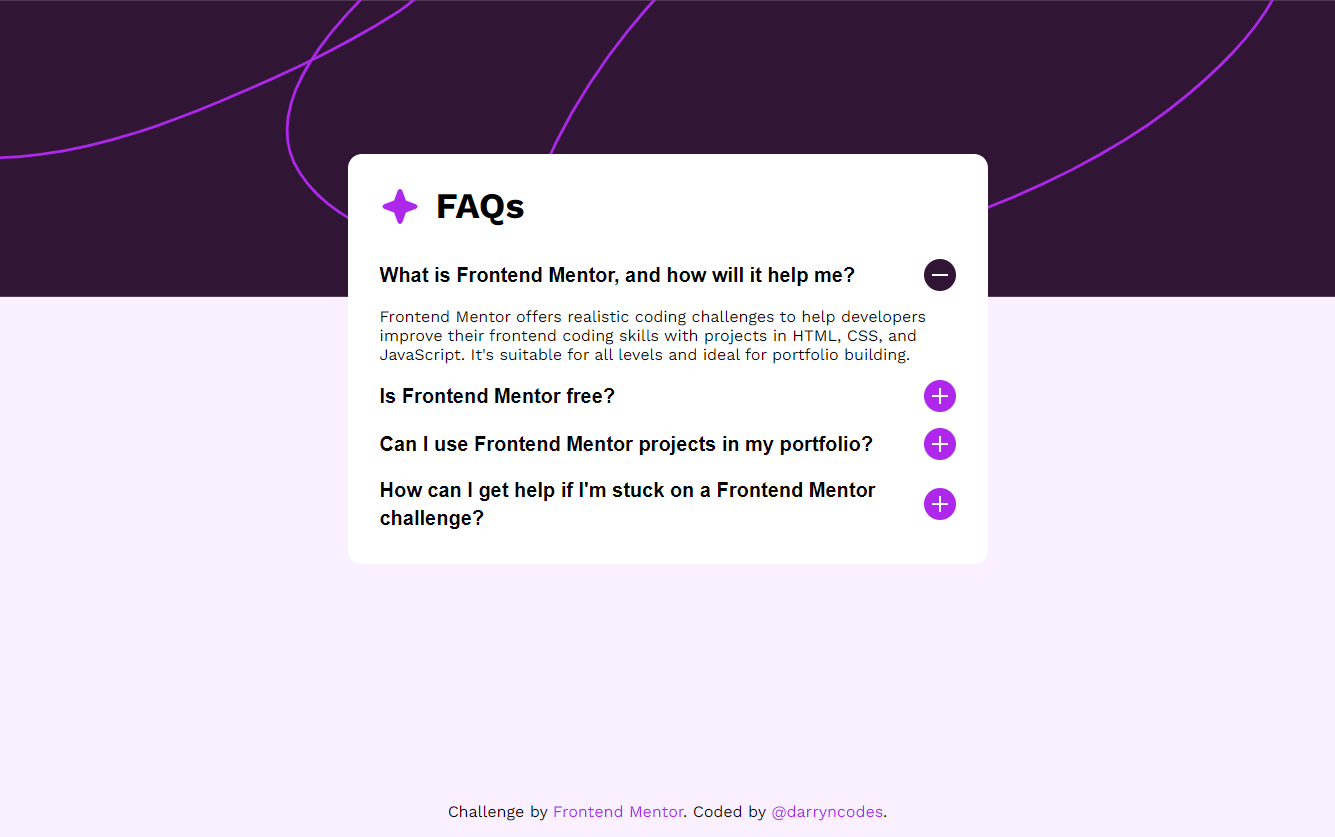 FAQs
What is Frontend Mentor, and how will it help me?
Frontend Mentor offers realistic coding challenges to help developers
improve their frontend coding skills with projects in HTML, CSS, and
JavaScript. It's suitable for all levels and ideal for portfolio building.
Is Frontend Mentor free?
Can I use Frontend Mentor projects in my portfolio?
How can I get help if I'm stuck on a Frontend Mentor
challenge?
Challenge by Frontend Mentor. Coded by @darryncodes.